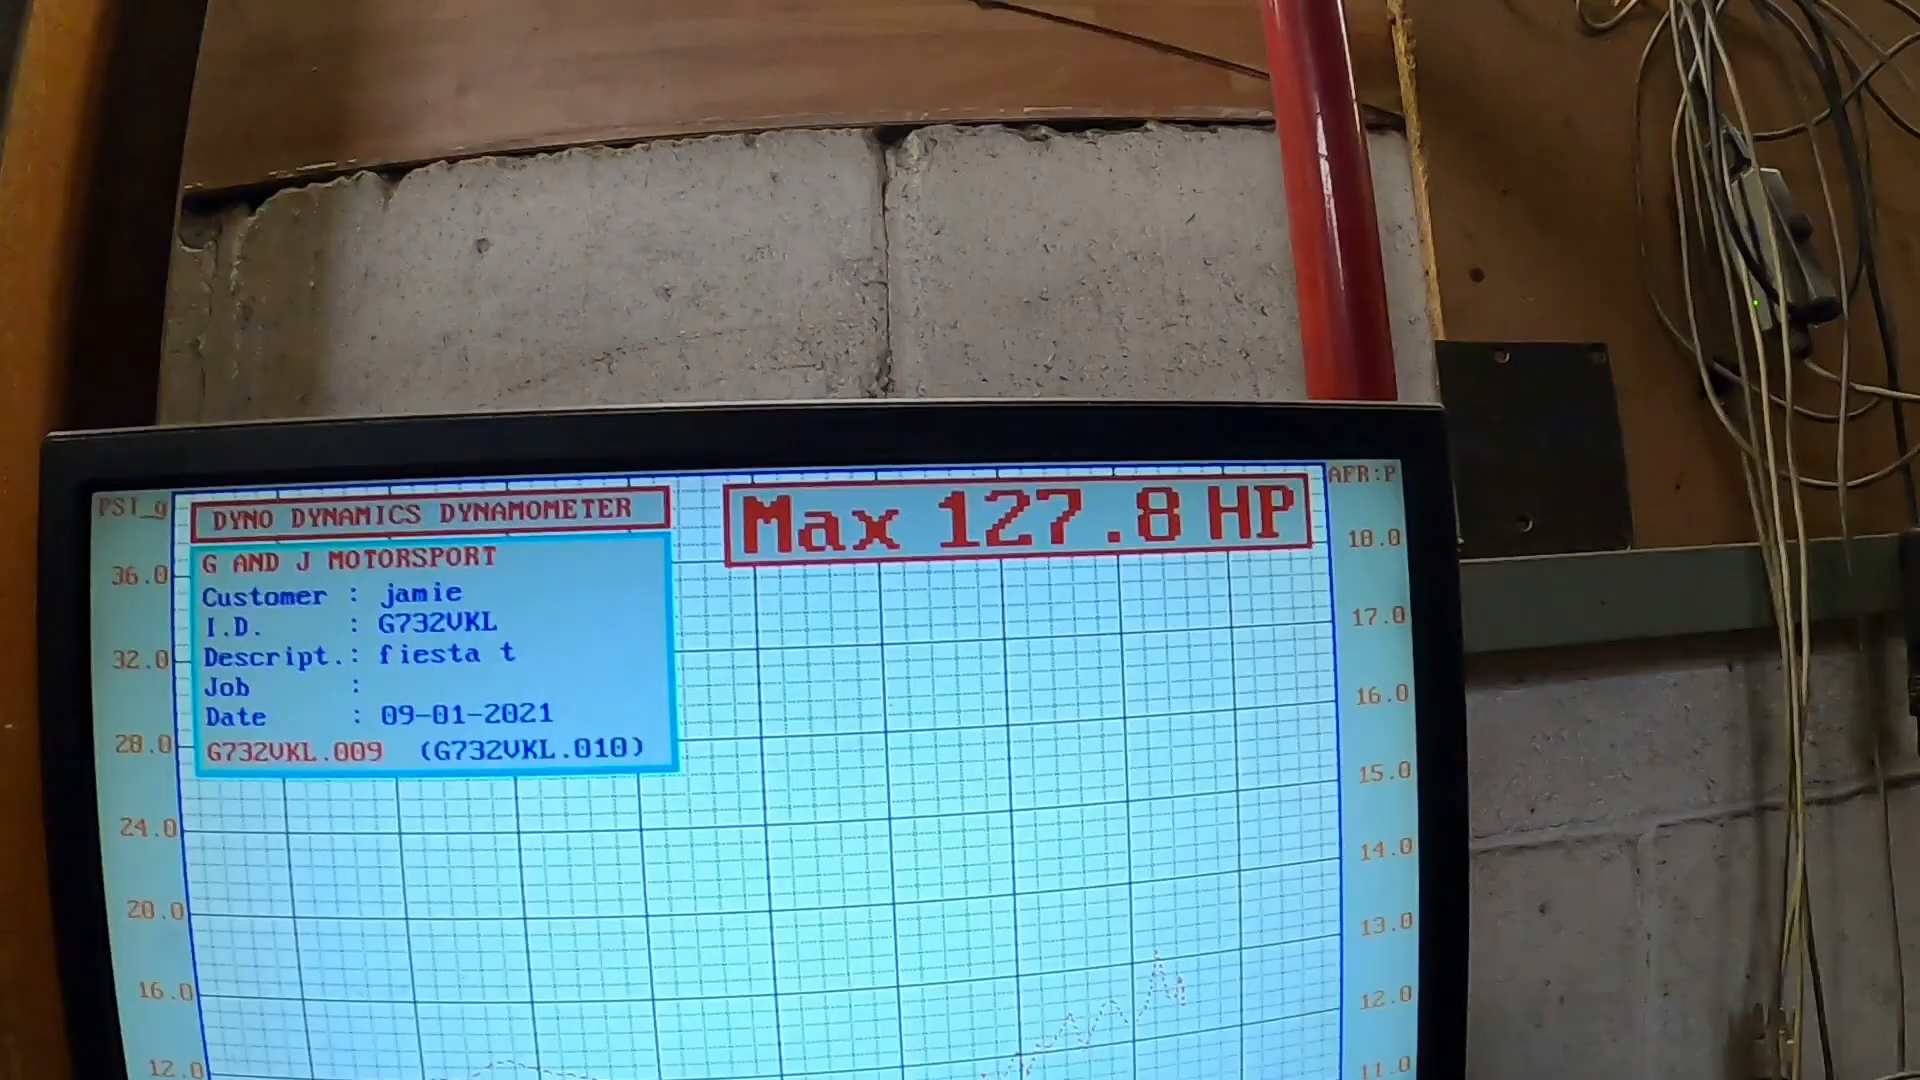 PSI_g
DYNO DYNAMICS DYNAMOMETER
Max 127.8 HP
AFR:P
G AND J MOTORSPORT
Customer : jamie
I.D. : G732VKL
Descript.: fiesta t
Job :
Date : 09-01-2021
G732VKL.009 (G732VKL.010)
36.0
32.0
28.0
24.0
20.0
16.0
12.0
18.0
17.0
16.0
15.0
14.0
13.0
12.0
11.0